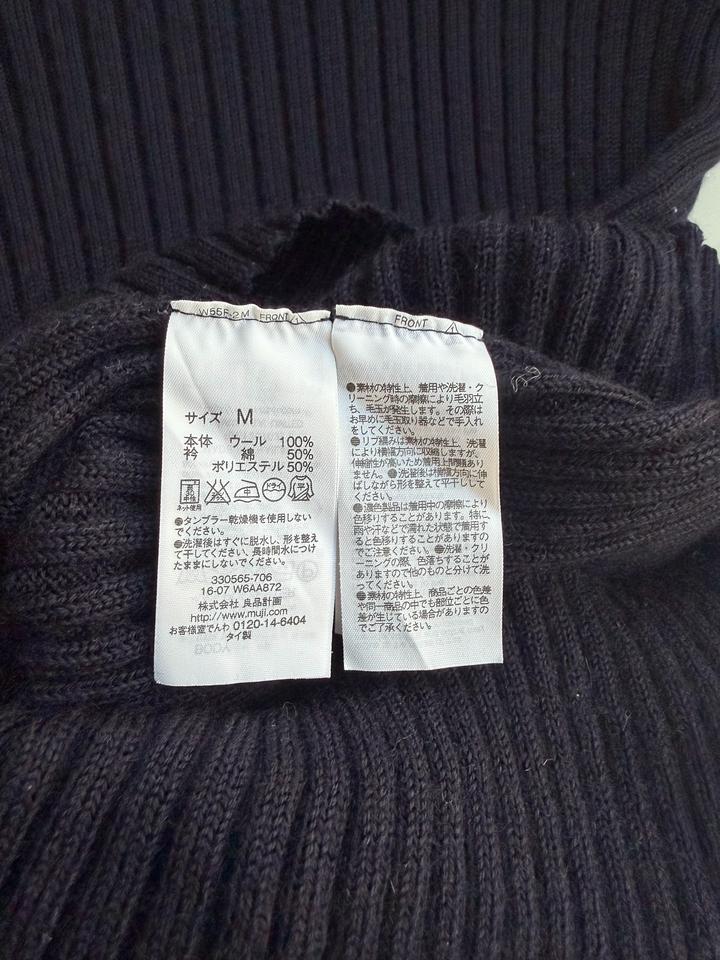 W55F-2M FRONT
サイズ M
本体 ウール 100%
衿 綿 50%
ポリエステル 50%
中性
ネット使用
ドライ
平
●タンブラー乾燥機を使用しない
でください。
●洗濯後はすぐに脱水し、形を整え
て干してください、長時間水につけ
たままにしないでください。
330565-706
16-07 W6AA872
株式会社 良品計画
http://www.muji.com
お客様室でんわ 0120-14-6404
タイ製
FRONT
●素材の特性上、着用や洗濯・ク
リーニング時の摩擦により毛羽立
ち、毛玉が発生します。その際は
お早めに毛玉取り器などで手入れ
をしてください。
●リブ編みは素材の特性上、洗濯
により横幅方向に収縮しますが、
伸縮性が高いため着用上問題あり
ません。●洗濯後は横幅方向に伸
ばしながら形を整えて平干しして
ください。
●濃色製品は着用中の摩擦により
色移りすることがあります。特に、
雨や汗などで濡れた状態で着用す
ると色移りすることがありますの
でご注意ください。●洗濯・クリ
ーニングの際、色落ちすることが
ありますので他のものと分けて洗
ってください。
●素材の特性上、商品ごとの色差
や同一商品の中でも部位ごとに色
差が生じている場合がありますの
でご了承ください。